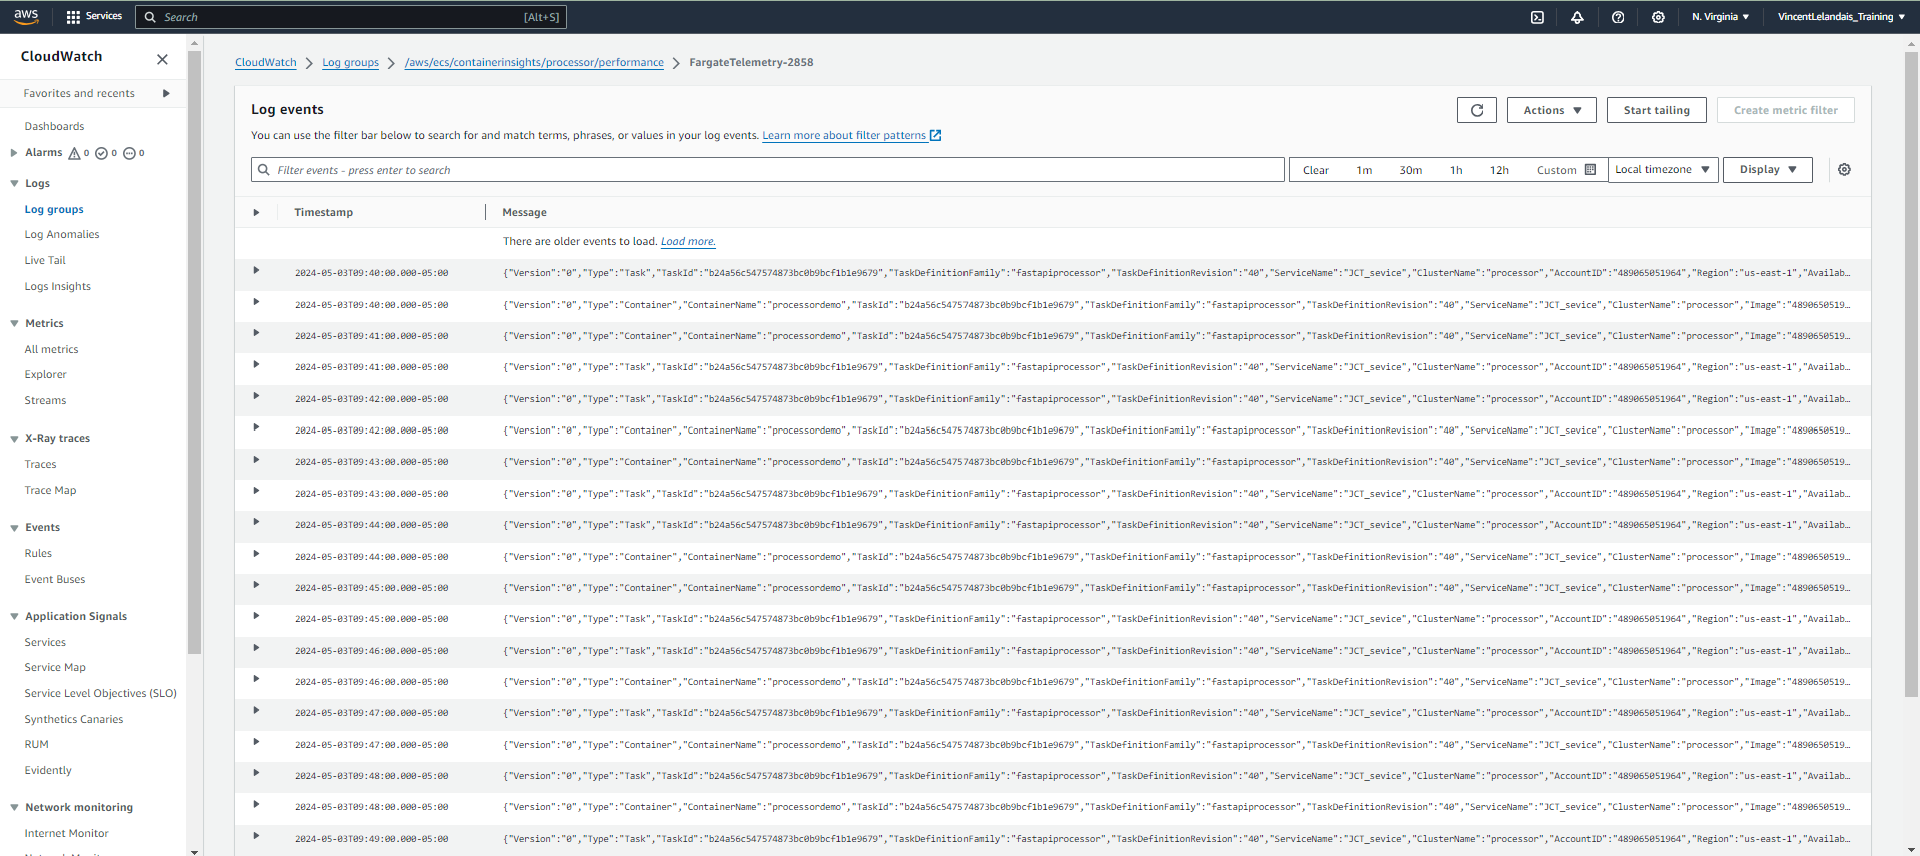 aws Services Search [Alt+S] N. Virginia VincentLelandais_Training
CloudWatch
Favorites and recents
Dashboards
Alarms 0 0 0
Logs
Log groups
Log Anomalies
Live Tail
Logs Insights
Metrics
All metrics
Explorer
Streams
X-Ray traces
Traces
Trace Map
Events
Rules
Event Buses
Application Signals
Services
Service Map
Service Level Objectives (SLO)
Synthetics Canaries
RUM
Evidently
Network monitoring
Internet Monitor
CloudWatch Log groups /aws/ecs/containerinsights/processor/performance FargateTelemetry-2858
Log events
Actions Start tailing Create metric filter
You can use the filter bar below to search for and match terms, phrases, or values in your log events. Learn more about filter patterns
Filter events - press enter to search Clear 1m 30m 1h 12h Custom Local timezone Display
Timestamp Message
There are older events to load. Load more.
2024-05-03T09:40:00.000-05:00 {"Version":"0","Type":"Task","TaskId":"b24a56c547574873bc0b9bcf1b1e9679","TaskDefinitionFamily":"fastapiprocessor","TaskDefinitionRevision":"40","ServiceName":"JCT_sevice","ClusterName":"processor","AccountID":"489065051964","Region":"us-east-1","Availab…
2024-05-03T09:40:00.000-05:00 {"Version":"0","Type":"Container","ContainerName":"processordemo","TaskId":"b24a56c547574873bc0b9bcf1b1e9679","TaskDefinitionFamily":"fastapiprocessor","TaskDefinitionRevision":"40","ServiceName":"JCT_sevice","ClusterName":"processor","Image":"4890650519…
2024-05-03T09:41:00.000-05:00 {"Version":"0","Type":"Container","ContainerName":"processordemo","TaskId":"b24a56c547574873bc0b9bcf1b1e9679","TaskDefinitionFamily":"fastapiprocessor","TaskDefinitionRevision":"40","ServiceName":"JCT_sevice","ClusterName":"processor","Image":"4890650519…
2024-05-03T09:41:00.000-05:00 {"Version":"0","Type":"Task","TaskId":"b24a56c547574873bc0b9bcf1b1e9679","TaskDefinitionFamily":"fastapiprocessor","TaskDefinitionRevision":"40","ServiceName":"JCT_sevice","ClusterName":"processor","AccountID":"489065051964","Region":"us-east-1","Availab…
2024-05-03T09:42:00.000-05:00 {"Version":"0","Type":"Task","TaskId":"b24a56c547574873bc0b9bcf1b1e9679","TaskDefinitionFamily":"fastapiprocessor","TaskDefinitionRevision":"40","ServiceName":"JCT_sevice","ClusterName":"processor","AccountID":"489065051964","Region":"us-east-1","Availab…
2024-05-03T09:42:00.000-05:00 {"Version":"0","Type":"Container","ContainerName":"processordemo","TaskId":"b24a56c547574873bc0b9bcf1b1e9679","TaskDefinitionFamily":"fastapiprocessor","TaskDefinitionRevision":"40","ServiceName":"JCT_sevice","ClusterName":"processor","Image":"4890650519…
2024-05-03T09:43:00.000-05:00 {"Version":"0","Type":"Container","ContainerName":"processordemo","TaskId":"b24a56c547574873bc0b9bcf1b1e9679","TaskDefinitionFamily":"fastapiprocessor","TaskDefinitionRevision":"40","ServiceName":"JCT_sevice","ClusterName":"processor","Image":"4890650519…
2024-05-03T09:43:00.000-05:00 {"Version":"0","Type":"Task","TaskId":"b24a56c547574873bc0b9bcf1b1e9679","TaskDefinitionFamily":"fastapiprocessor","TaskDefinitionRevision":"40","ServiceName":"JCT_sevice","ClusterName":"processor","AccountID":"489065051964","Region":"us-east-1","Availab…
2024-05-03T09:44:00.000-05:00 {"Version":"0","Type":"Task","TaskId":"b24a56c547574873bc0b9bcf1b1e9679","TaskDefinitionFamily":"fastapiprocessor","TaskDefinitionRevision":"40","ServiceName":"JCT_sevice","ClusterName":"processor","AccountID":"489065051964","Region":"us-east-1","Availab…
2024-05-03T09:44:00.000-05:00 {"Version":"0","Type":"Container","ContainerName":"processordemo","TaskId":"b24a56c547574873bc0b9bcf1b1e9679","TaskDefinitionFamily":"fastapiprocessor","TaskDefinitionRevision":"40","ServiceName":"JCT_sevice","ClusterName":"processor","Image":"4890650519…
2024-05-03T09:45:00.000-05:00 {"Version":"0","Type":"Container","ContainerName":"processordemo","TaskId":"b24a56c547574873bc0b9bcf1b1e9679","TaskDefinitionFamily":"fastapiprocessor","TaskDefinitionRevision":"40","ServiceName":"JCT_sevice","ClusterName":"processor","Image":"4890650519…
2024-05-03T09:45:00.000-05:00 {"Version":"0","Type":"Task","TaskId":"b24a56c547574873bc0b9bcf1b1e9679","TaskDefinitionFamily":"fastapiprocessor","TaskDefinitionRevision":"40","ServiceName":"JCT_sevice","ClusterName":"processor","AccountID":"489065051964","Region":"us-east-1","Availab…
2024-05-03T09:46:00.000-05:00 {"Version":"0","Type":"Task","TaskId":"b24a56c547574873bc0b9bcf1b1e9679","TaskDefinitionFamily":"fastapiprocessor","TaskDefinitionRevision":"40","ServiceName":"JCT_sevice","ClusterName":"processor","AccountID":"489065051964","Region":"us-east-1","Availab…
2024-05-03T09:46:00.000-05:00 {"Version":"0","Type":"Container","ContainerName":"processordemo","TaskId":"b24a56c547574873bc0b9bcf1b1e9679","TaskDefinitionFamily":"fastapiprocessor","TaskDefinitionRevision":"40","ServiceName":"JCT_sevice","ClusterName":"processor","Image":"4890650519…
2024-05-03T09:47:00.000-05:00 {"Version":"0","Type":"Task","TaskId":"b24a56c547574873bc0b9bcf1b1e9679","TaskDefinitionFamily":"fastapiprocessor","TaskDefinitionRevision":"40","ServiceName":"JCT_sevice","ClusterName":"processor","AccountID":"489065051964","Region":"us-east-1","Availab…
2024-05-03T09:47:00.000-05:00 {"Version":"0","Type":"Container","ContainerName":"processordemo","TaskId":"b24a56c547574873bc0b9bcf1b1e9679","TaskDefinitionFamily":"fastapiprocessor","TaskDefinitionRevision":"40","ServiceName":"JCT_sevice","ClusterName":"processor","Image":"4890650519…
2024-05-03T09:48:00.000-05:00 {"Version":"0","Type":"Task","TaskId":"b24a56c547574873bc0b9bcf1b1e9679","TaskDefinitionFamily":"fastapiprocessor","TaskDefinitionRevision":"40","ServiceName":"JCT_sevice","ClusterName":"processor","AccountID":"489065051964","Region":"us-east-1","Availab…
2024-05-03T09:48:00.000-05:00 {"Version":"0","Type":"Container","ContainerName":"processordemo","TaskId":"b24a56c547574873bc0b9bcf1b1e9679","TaskDefinitionFamily":"fastapiprocessor","TaskDefinitionRevision":"40","ServiceName":"JCT_sevice","ClusterName":"processor","Image":"4890650519…
2024-05-03T09:49:00.000-05:00 {"Version":"0","Type":"Task","TaskId":"b24a56c547574873bc0b9bcf1b1e9679","TaskDefinitionFamily":"fastapiprocessor","TaskDefinitionRevision":"40","ServiceName":"JCT_sevice","ClusterName":"processor","AccountID":"489065051964","Region":"us-east-1","Availab…